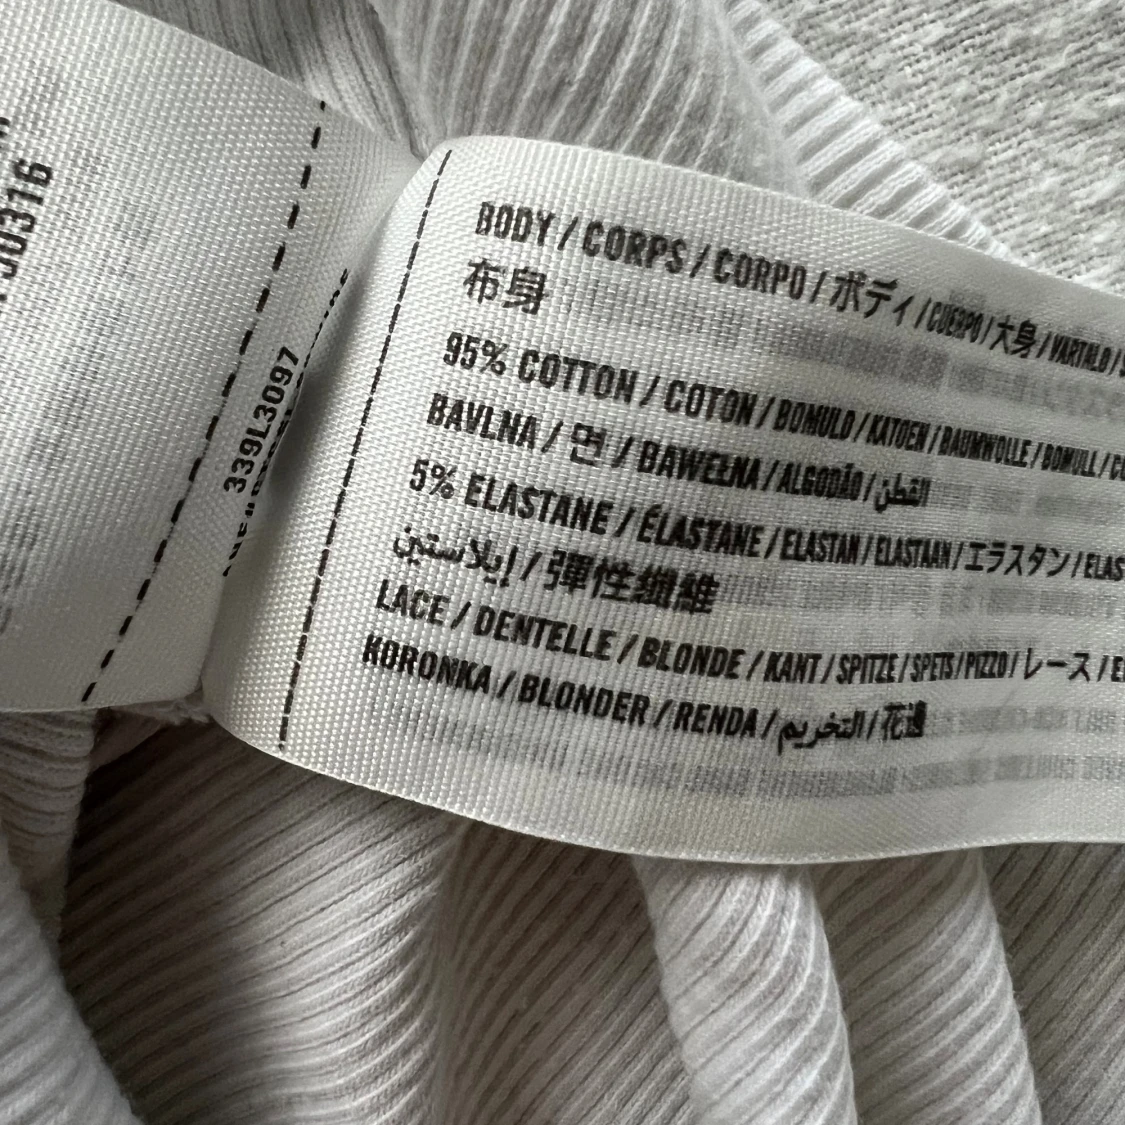 30316
339L3097
BODY / CORPS / CORPO / ボディ / CUERPO / 大身 / VARTALO /
布身
95% COTTON / COTON / BOMULD / KATOEN / BAUMWOLLE / BOMULL /
BAVLNA / 면 / BAWEŁNA / ALGODÃO / القطن
5% ELASTANE / ÉLASTANE / ELASTAN / ELASTAAN / エラスタン /
إيلاستين / 彈性纖維
LACE / DENTELLE / BLONDE / KANT / SPITZE / SPETS / PIZZO / レース /
KORONKA / BLONDER / RENDA / التخريم / 花邊